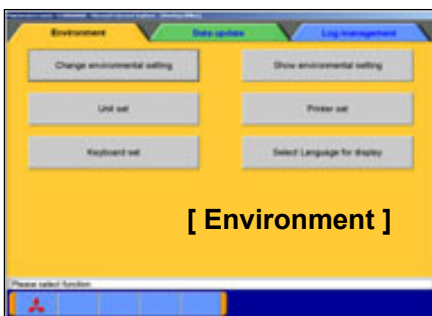 Environment
Data update
Log management
Change environmental setting
Show environmental setting
Unit set
Printer set
Keyboard set
Select Language for display
[ Environment ]
Please select function